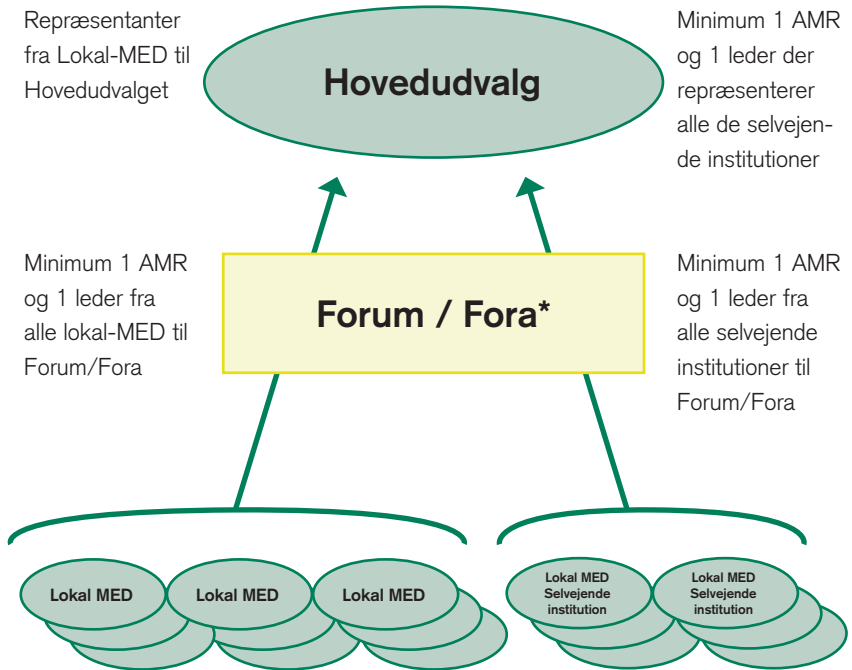 Repræsentanter
fra Lokal-MED til
Hovedudvalget
Hovedudvalg
Minimum 1 AMR
og 1 leder der
repræsenterer
alle de selvejen-
de institutioner
Minimum 1 AMR
og 1 leder fra
alle lokal-MED til
Forum/Fora
Forum / Fora*
Minimum 1 AMR
og 1 leder fra
alle selvejende
institutioner til
Forum/Fora
Lokal MED
Lokal MED
Lokal MED
Lokal MED
Selvejende
institution
Lokal MED
Selvejende
institution